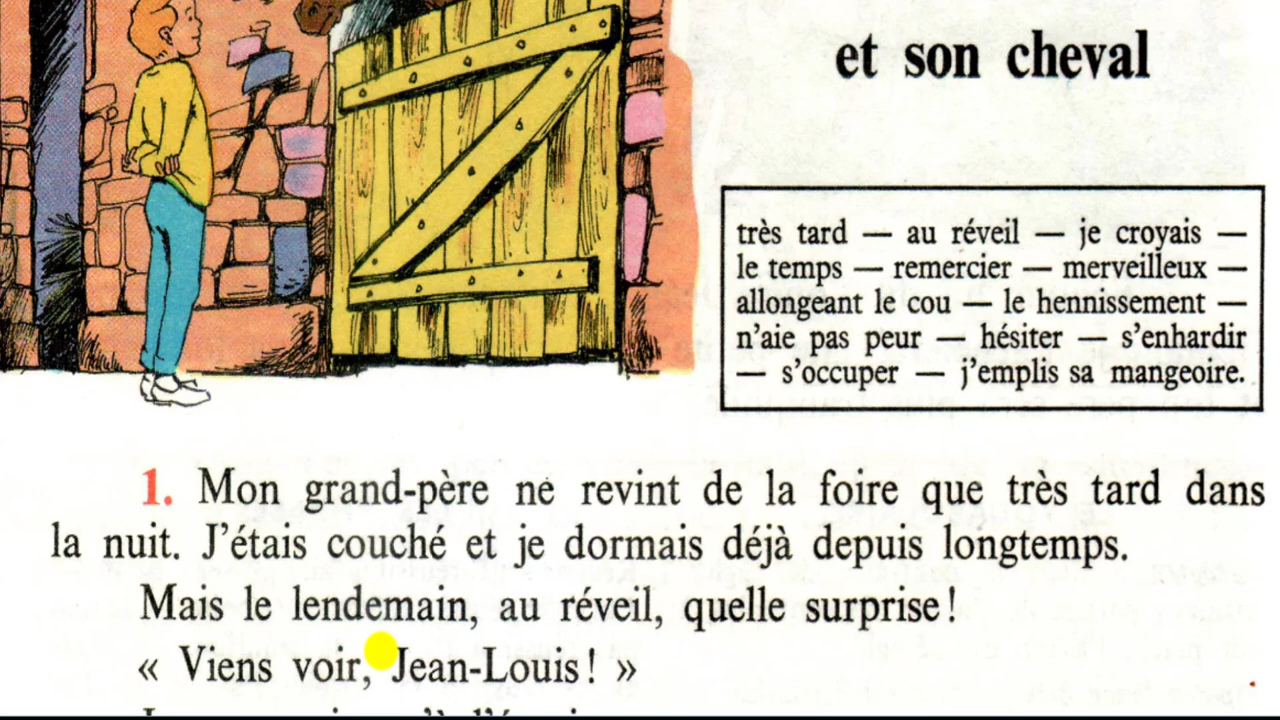 et son cheval
très tard — au réveil — je croyais —
le temps — remercier — merveilleux —
allongeant le cou — le hennissement —
n'aie pas peur — hésiter — s'enhardir
— s'occuper — j'emplis sa mangeoire.
1. Mon grand-père ne revint de la foire que très tard dans
la nuit. J'étais couché et je dormais déjà depuis longtemps.
Mais le lendemain, au réveil, quelle surprise !
« Viens voir, Jean-Louis ! »